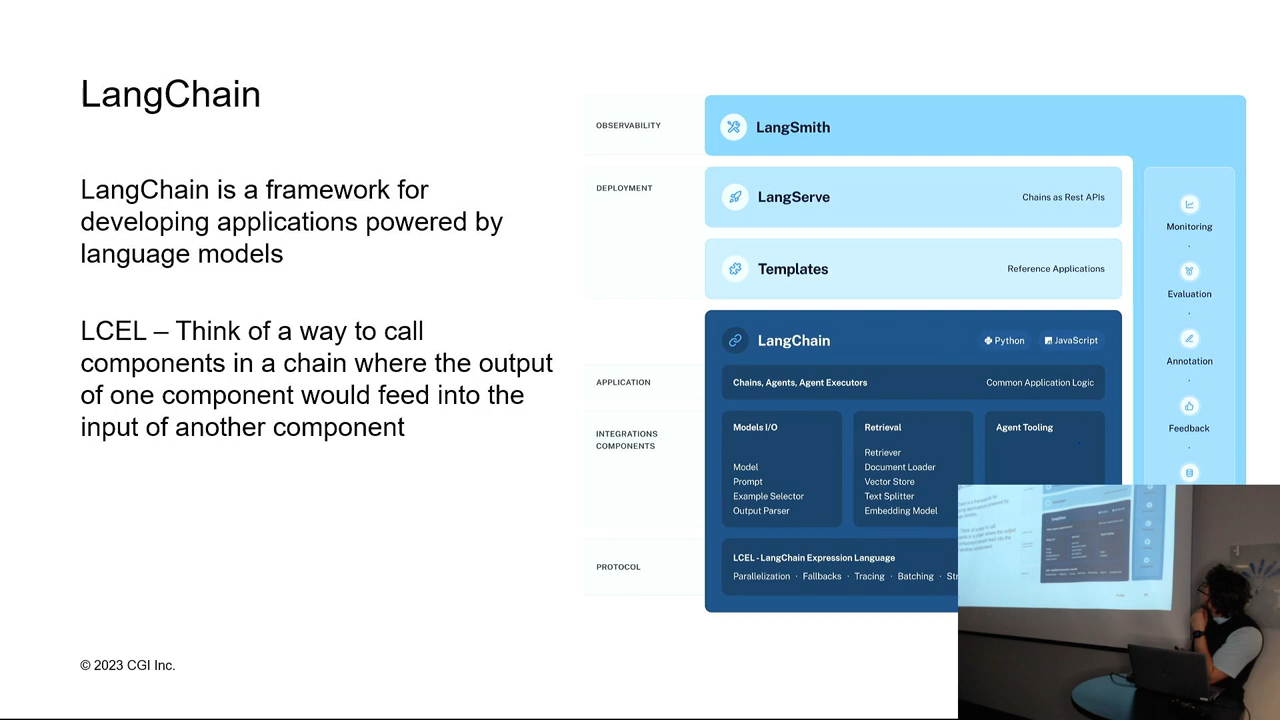 LangChain
LangChain is a framework for
developing applications powered by
language models
LCEL – Think of a way to call
components in a chain where the output
of one component would feed into the
input of another component
© 2023 CGI Inc.
OBSERVABILITY
LangSmith
DEPLOYMENT
LangServe
Chains as Rest APIs
Templates
Reference Applications
LangChain
Python
JavaScript
APPLICATION
Chains, Agents, Agent Executors
Common Application Logic
INTEGRATIONS
COMPONENTS
Models I/O
Model
Prompt
Example Selector
Output Parser
Retrieval
Retriever
Document Loader
Vector Store
Text Splitter
Embedding Model
Agent Tooling
PROTOCOL
LCEL - LangChain Expression Language
Parallelization · Fallbacks · Tracing · Batching ·
Monitoring
Evaluation
Annotation
Feedback